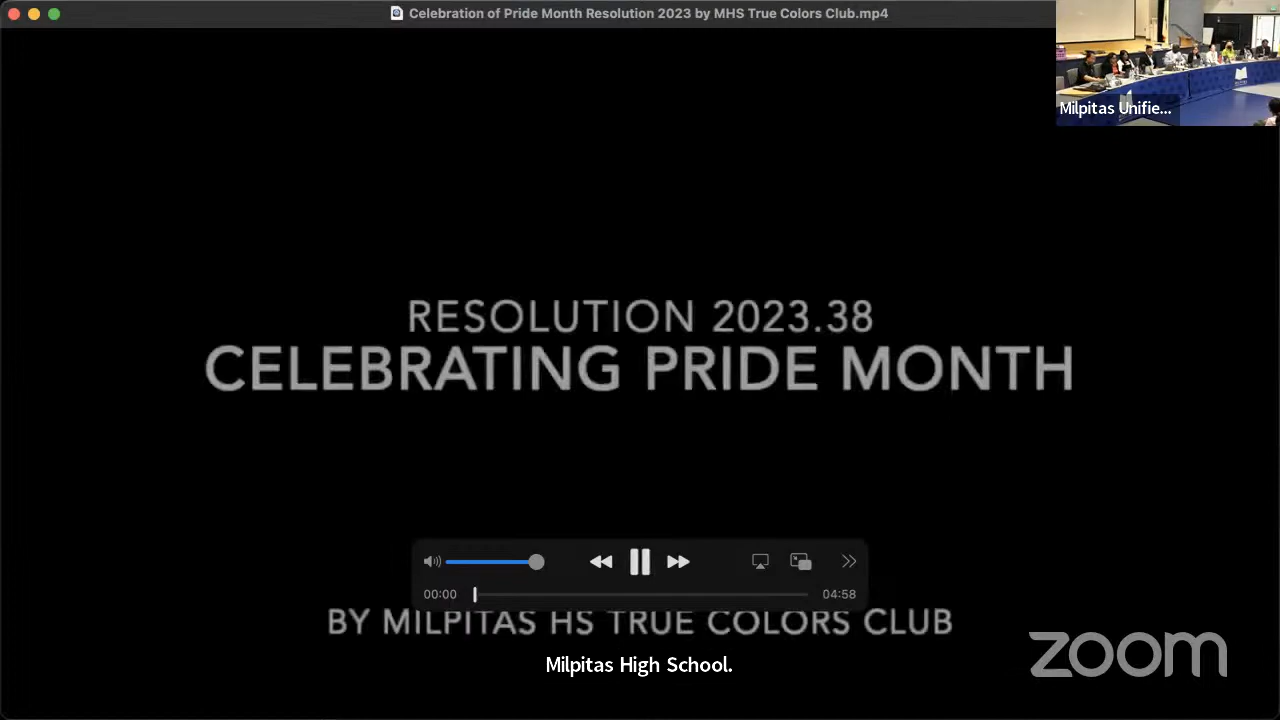 Celebration of Pride Month Resolution 2023 by MHS True Colors Club.mp4
Milpitas Unifie...
RESOLUTION 2023.38
CELEBRATING PRIDE MONTH
00:00
04:58
BY MILPITAS HS TRUE COLORS CLUB
Milpitas High School.
zoom